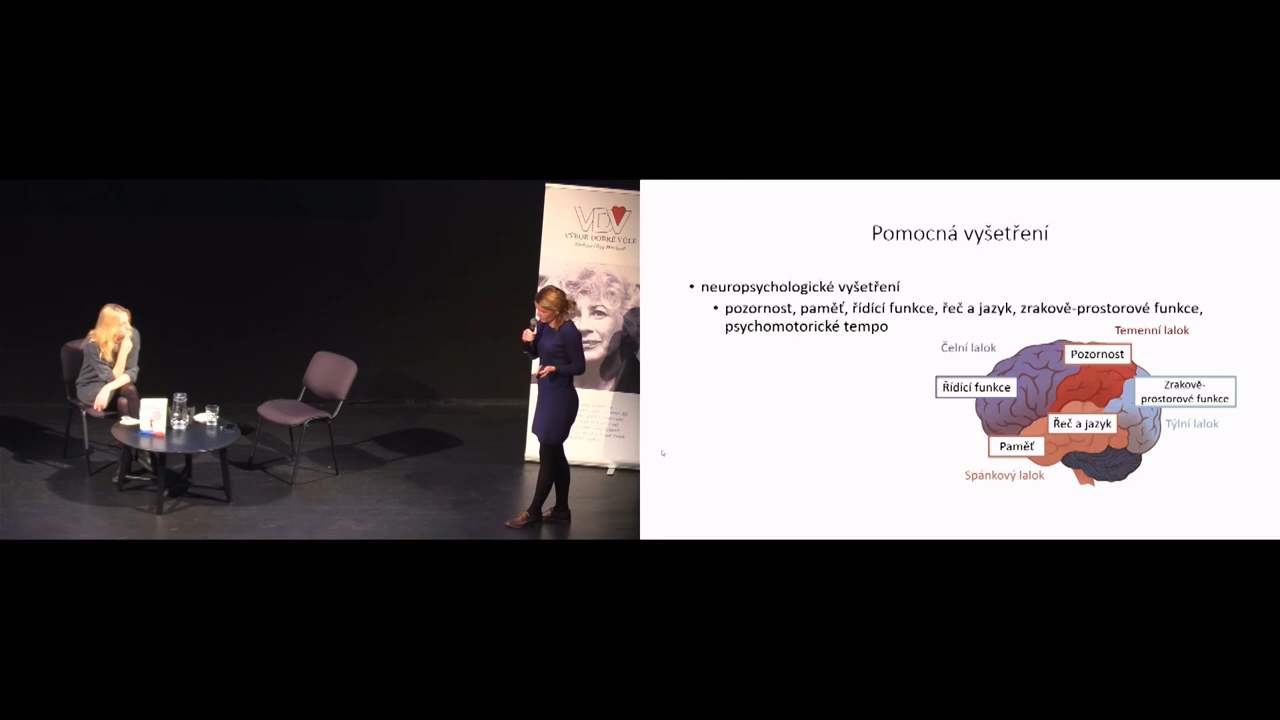 VDV
VÝBOR DOBRÉ VŮLE
Pomocná vyšetření
• neuropsychologické vyšetření
• pozornost, paměť, řídící funkce, řeč a jazyk, zrakově-prostorové funkce,
psychomotorické tempo
Temenní lalok
Čelní lalok
Pozornost
Řídící funkce
Zrakově-
prostorové funkce
Řeč a jazyk
Týlní lalok
Paměť
Spánkový lalok